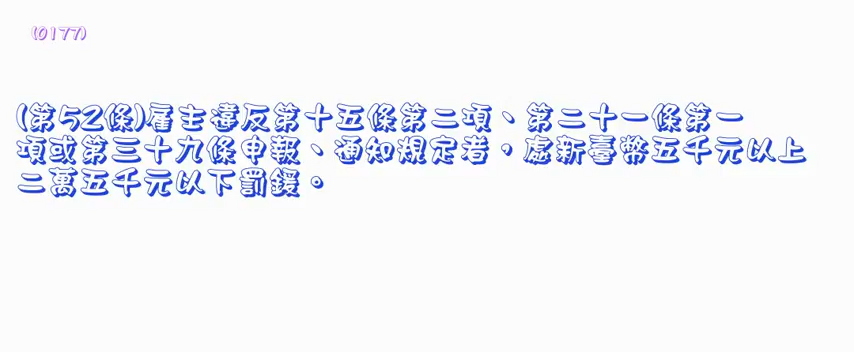 (0177)
(第52條)雇主違反第十五條第二項、第二十一條第一
項或第三十九條申報、通知規定者，處新臺幣五千元以上
二萬五千元以下罰鍰。